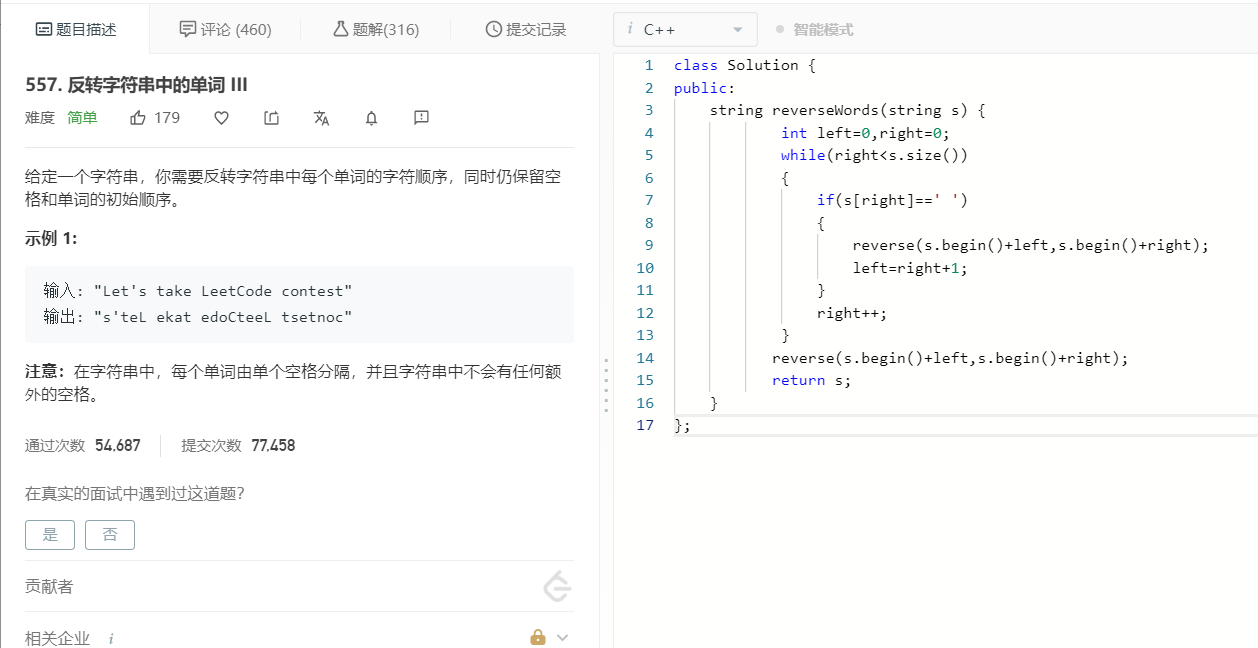 题目描述
评论 (460)
题解(316)
提交记录
i C++
智能模式
557. 反转字符串中的单词 III
难度 简单 179
给定一个字符串，你需要反转字符串中每个单词的字符顺序，同时仍保留空
格和单词的初始顺序。
示例 1:
输入: "Let's take LeetCode contest"
输出: "s'teL ekat edoCteeL tsetnoc"
注意：在字符串中，每个单词由单个空格分隔，并且字符串中不会有任何额
外的空格。
通过次数 54,687 提交次数 77,458
在真实的面试中遇到过这道题?
是 否
贡献者
相关企业 i
1 class Solution {
2 public:
3 string reverseWords(string s) {
4 int left=0,right=0;
5 while(right<s.size())
6 {
7 if(s[right]==' ')
8 {
9 reverse(s.begin()+left,s.begin()+right);
10 left=right+1;
11 }
12 right++;
13 }
14 reverse(s.begin()+left,s.begin()+right);
15 return s;
16 }
17 };